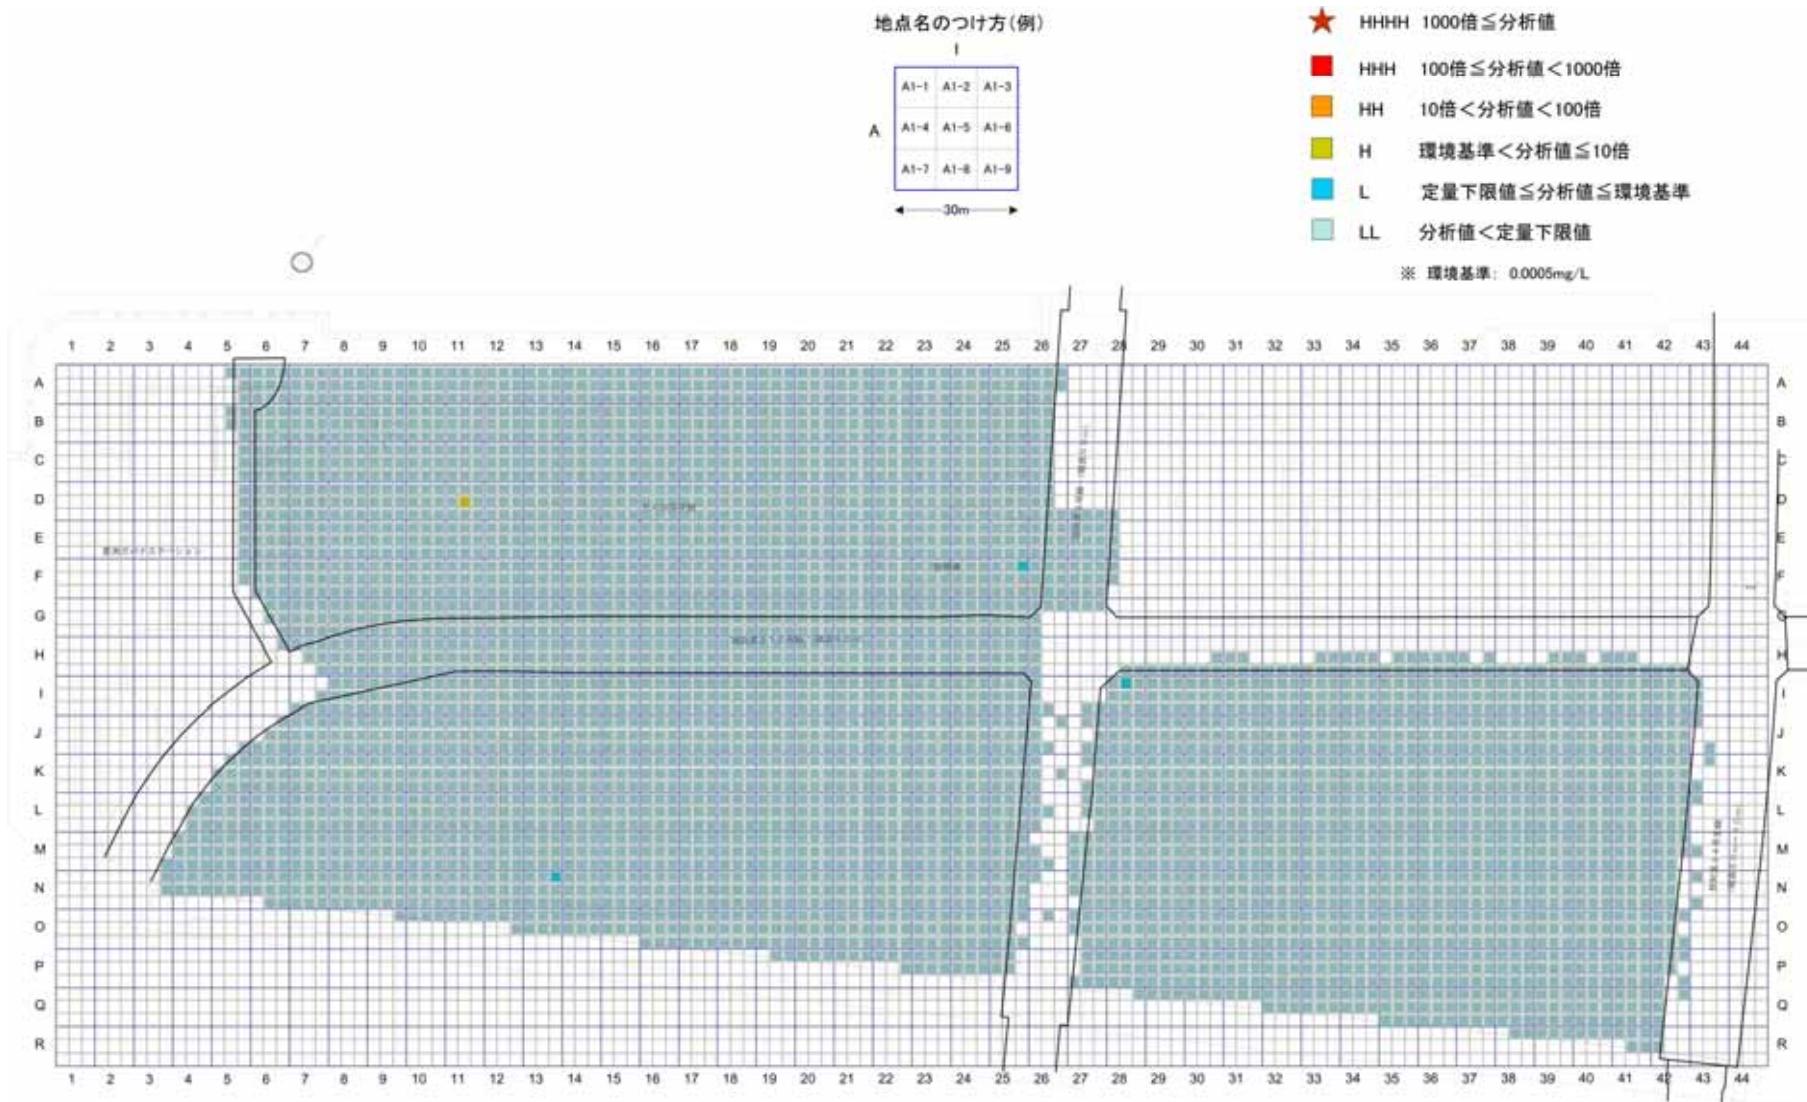 地点名のつけ方(例)
1
A
A1-1 A1-2 A1-3
A1-4 A1-5 A1-6
A1-7 A1-8 A1-9
30m
HHHH 1000倍≦分析値
HHH 100倍≦分析値<1000倍
HH 10倍<分析値<100倍
H 環境基準<分析値≦10倍
L 定量下限値≦分析値≦環境基準
LL 分析値<定量下限値
※ 環境基準: 0.0005mg/L
1 2 3 4 5 6 7 8 9 10 11 12 13 14 15 16 17 18 19 20 21 22 23 24 25 26 27 28 29 30 31 32 33 34 35 36 37 38 39 40 41 42 43 44
A A
B B
C C
D D
E E
F F
G G
H H
I I
J J
K K
L L
M M
N N
O O
P P
Q Q
R R
1 2 3 4 5 6 7 8 9 10 11 12 13 14 15 16 17 18 19 20 21 22 23 24 25 26 27 28 29 30 31 32 33 34 35 36 37 38 39 40 41 42 43 44